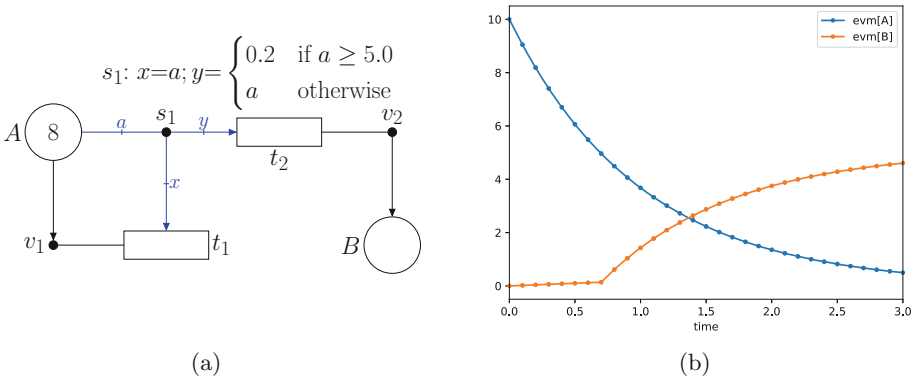 s₁: x=a; y= { 0.2 if a ≥ 5.0
a otherwise
A 8 a s₁ y t₂ v₂
x
v₁ t₁ B
(a)
evm[A]
evm[B]
10
8
6
4
2
0
0.0 0.5 1.0 1.5 2.0 2.5 3.0
time
(b)